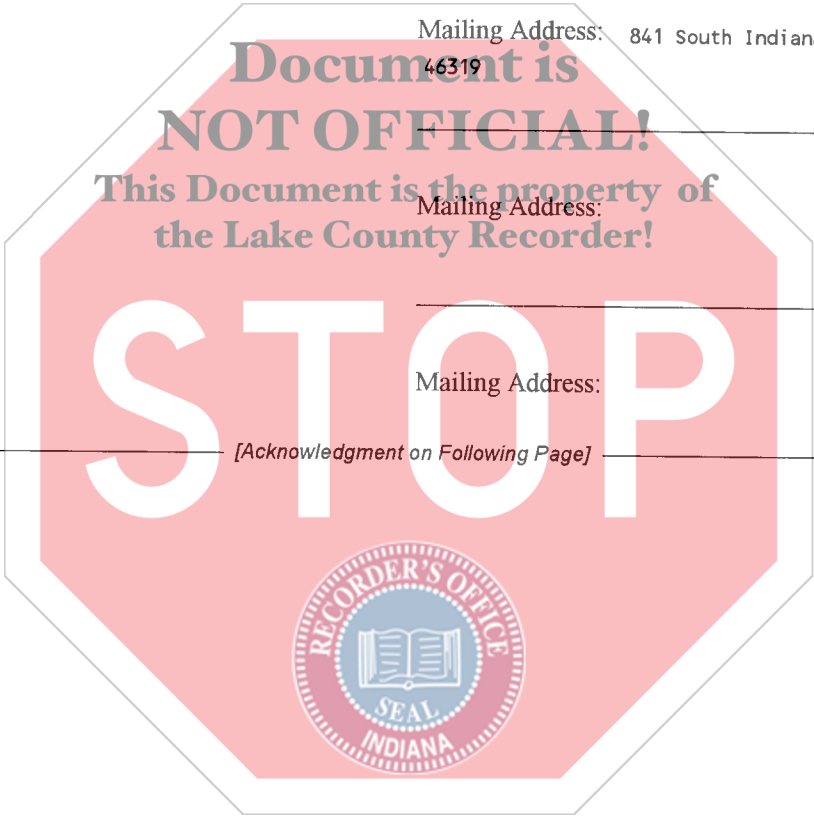 Mailing Address: 841 South Indian
46319
Document is
NOT OFFICIAL!
This Document is the property of
Mailing Address:
the Lake County Recorder!
STOP
Mailing Address:
[Acknowledgment on Following Page]
RECORDER'S OFFICE
SEAL
INDIANA